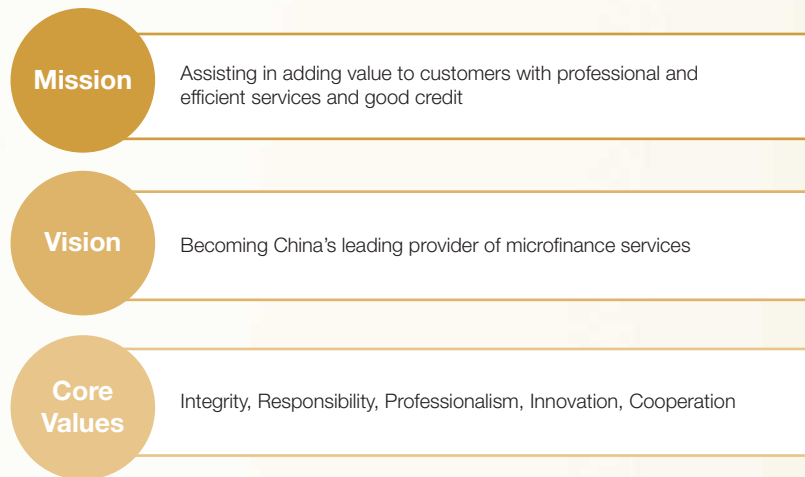 Mission
Assisting in adding value to customers with professional and
efficient services and good credit
Vision
Becoming China’s leading provider of microfinance services
Core
Values
Integrity, Responsibility, Professionalism, Innovation, Cooperation